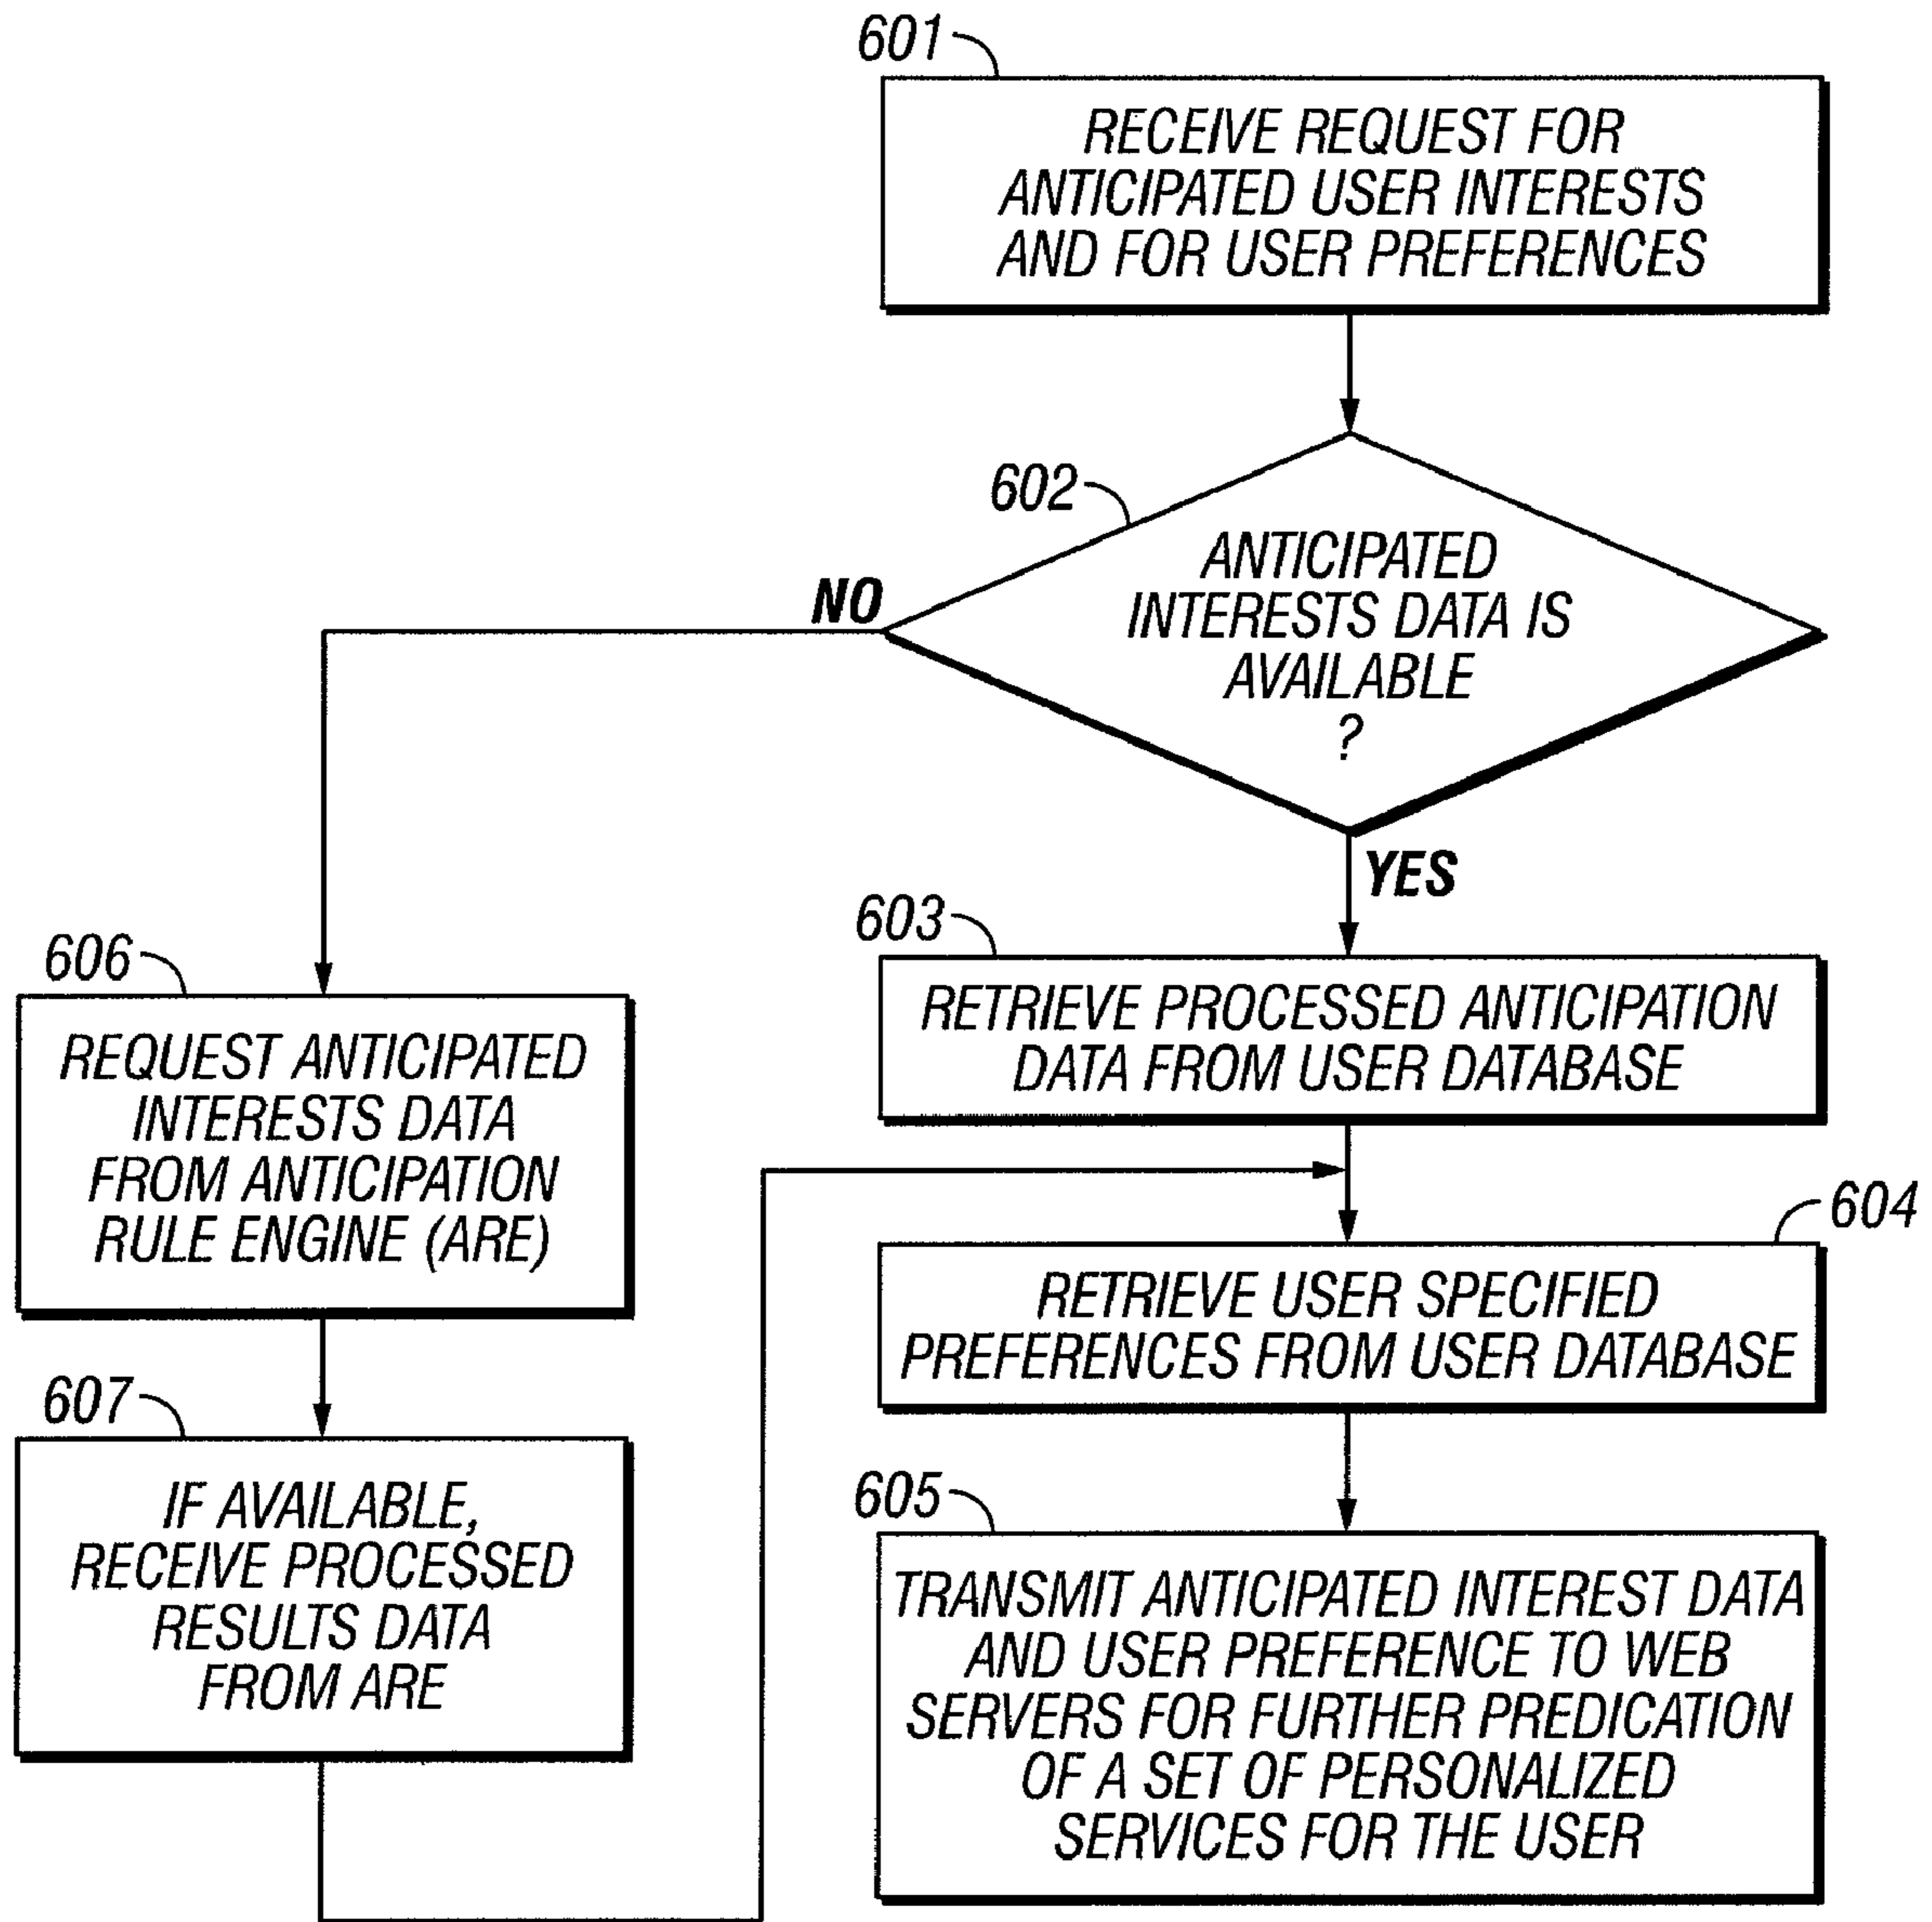 601
RECEIVE REQUEST FOR
ANTICIPATED USER INTERESTS
AND FOR USER PREFERENCES
602
ANTICIPATED
INTERESTS DATA IS
AVAILABLE
?
NO
YES
603
RETRIEVE PROCESSED ANTICIPATION
DATA FROM USER DATABASE
604
RETRIEVE USER SPECIFIED
PREFERENCES FROM USER DATABASE
605
TRANSMIT ANTICIPATED INTEREST DATA
AND USER PREFERENCE TO WEB
SERVERS FOR FURTHER PREDICATION
OF A SET OF PERSONALIZED
SERVICES FOR THE USER
606
REQUEST ANTICIPATED
INTERESTS DATA
FROM ANTICIPATION
RULE ENGINE (ARE)
607
IF AVAILABLE,
RECEIVE PROCESSED
RESULTS DATA
FROM ARE